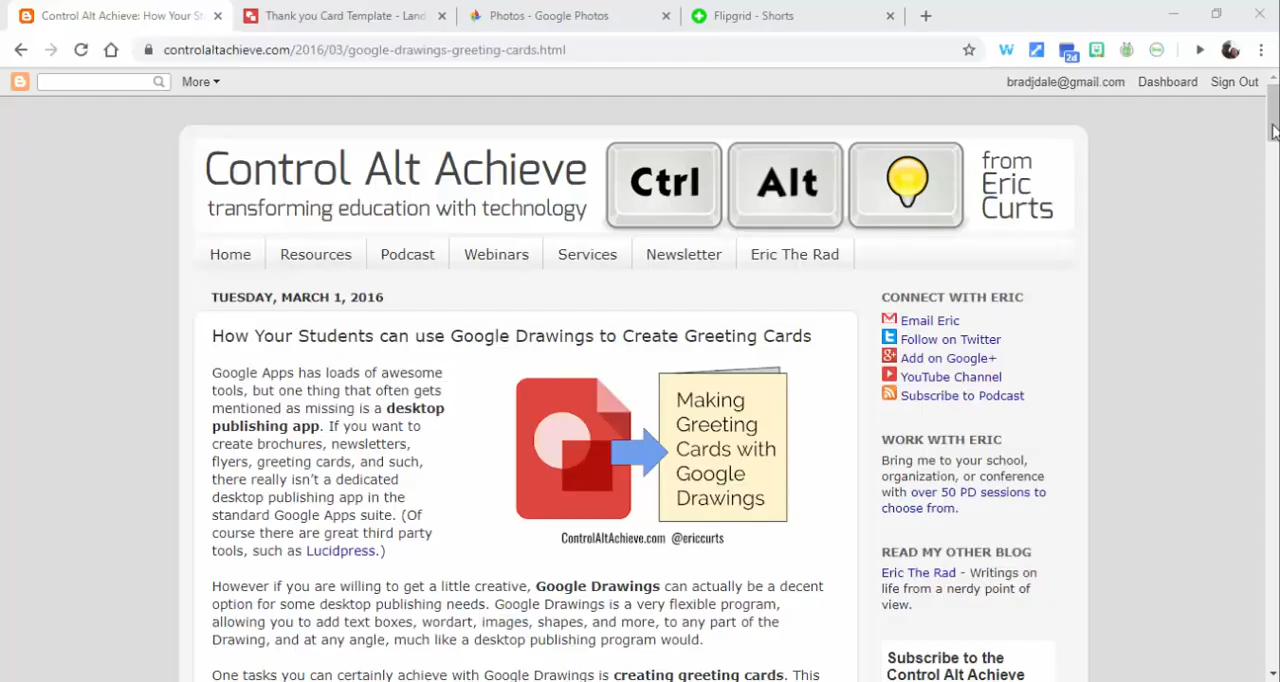 Control Alt Achieve: How Your St
Thank you Card Template - Land
Photos - Google Photos
Flipgrid - Shorts
controlaltachieve.com/2016/03/google-drawings-greeting-cards.html
W
2d
More
bradjdale@gmail.com Dashboard Sign Out
Control Alt Achieve
transforming education with technology
Ctrl
Alt
from
Eric
Curts
Home
Resources
Podcast
Webinars
Services
Newsletter
Eric The Rad
TUESDAY, MARCH 1, 2016
How Your Students can use Google Drawings to Create Greeting Cards
Google Apps has loads of awesome
tools, but one thing that often gets
mentioned as missing is a desktop
publishing app. If you want to
create brochures, newsletters,
flyers, greeting cards, and such,
there really isn't a dedicated
desktop publishing app in the
standard Google Apps suite. (Of
course there are great third party
tools, such as Lucidpress.)
Making
Greeting
Cards with
Google
Drawings
ControlAltAchieve.com @ericcurts
However if you are willing to get a little creative, Google Drawings can actually be a decent
option for some desktop publishing needs. Google Drawings is a very flexible program,
allowing you to add text boxes, wordart, images, shapes, and more, to any part of the
Drawing, and at any angle, much like a desktop publishing program would.
One tasks you can certainly achieve with Google Drawings is creating greeting cards. This
CONNECT WITH ERIC
Email Eric
Follow on Twitter
Add on Google+
YouTube Channel
Subscribe to Podcast
WORK WITH ERIC
Bring me to your school,
organization, or conference
with over 50 PD sessions to
choose from.
READ MY OTHER BLOG
Eric The Rad - Writings on
life from a nerdy point of
view.
Subscribe to the
Control Alt Achieve